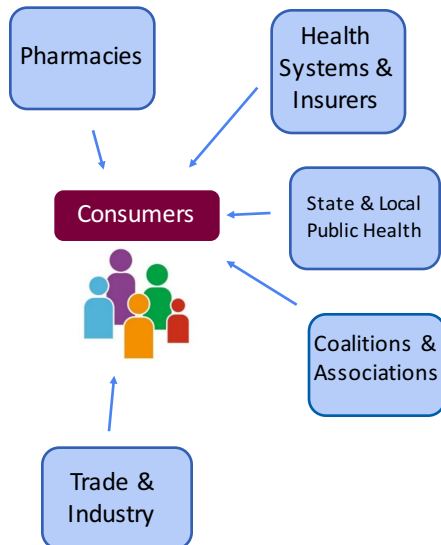 Pharmacies
Health
Systems &
Insurers
Consumers
State & Local
Public Health
Coalitions &
Associations
Trade &
Industry